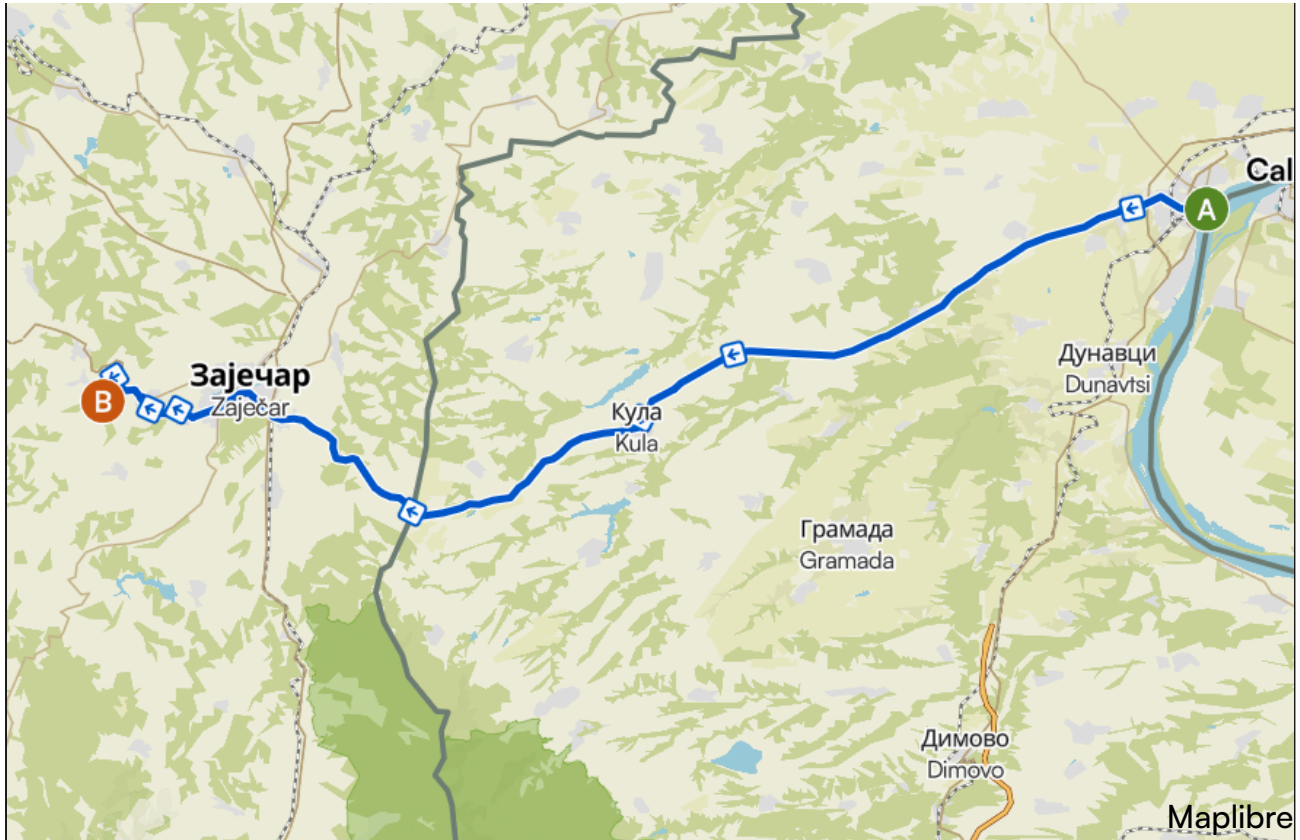 Cal
A
Дунавци
Dunavtsi
Зајечар
Zaječar
B
Кула
Kula
Грамада
Gramada
Димово
Dimovo
Maplibre